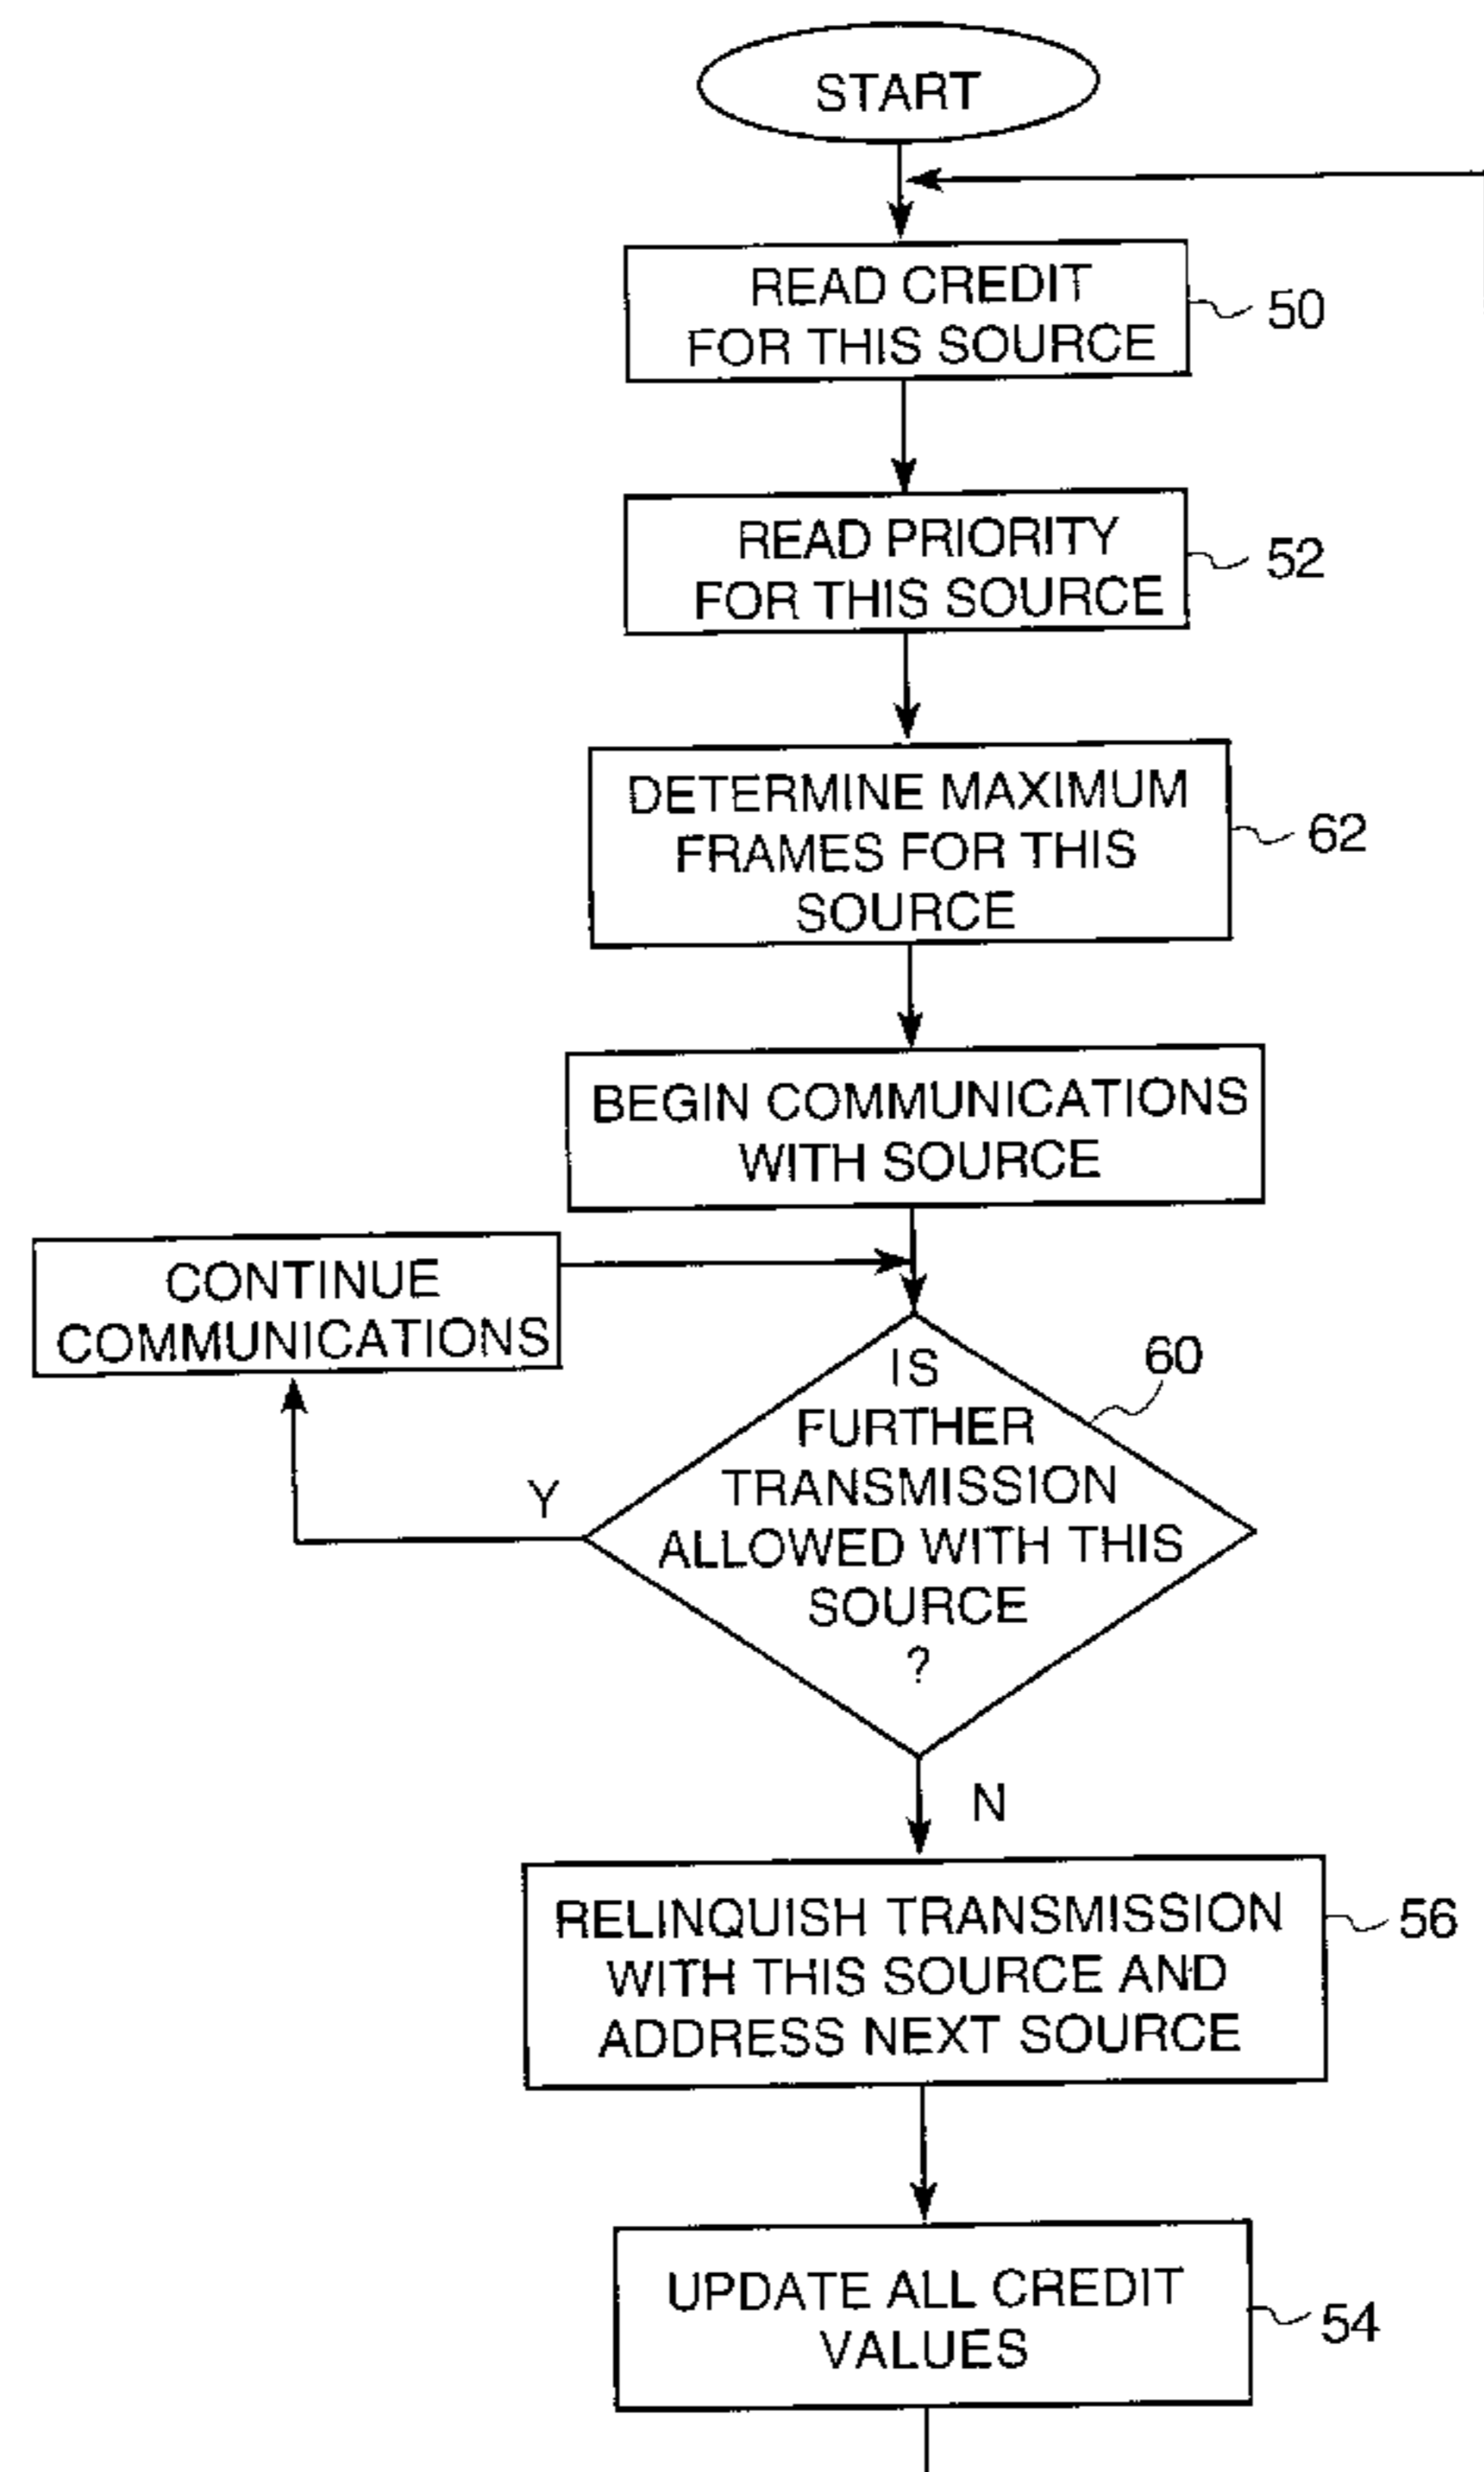 START
READ CREDIT
FOR THIS SOURCE
50
READ PRIORITY
FOR THIS SOURCE
52
DETERMINE MAXIMUM
FRAMES FOR THIS
SOURCE
62
BEGIN COMMUNICATIONS
WITH SOURCE
CONTINUE
COMMUNICATIONS
60
IS
FURTHER
TRANSMISSION
ALLOWED WITH THIS
SOURCE
?
Y
N
RELINQUISH TRANSMISSION
WITH THIS SOURCE AND
ADDRESS NEXT SOURCE
56
UPDATE ALL CREDIT
VALUES
54